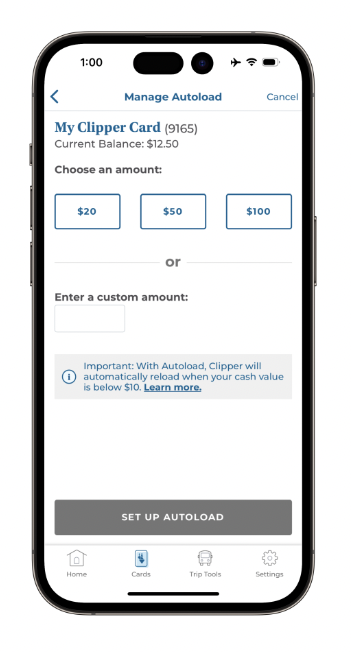 1:00
Manage Autoload
Cancel
My Clipper Card (9165)
Current Balance: $12.50
Choose an amount:
$20
$50
$100
or
Enter a custom amount:
Important: With Autoload, Clipper will
automatically reload when your cash value
is below $10. Learn more.
SET UP AUTOLOAD
Home
Cards
Trip Tools
Settings